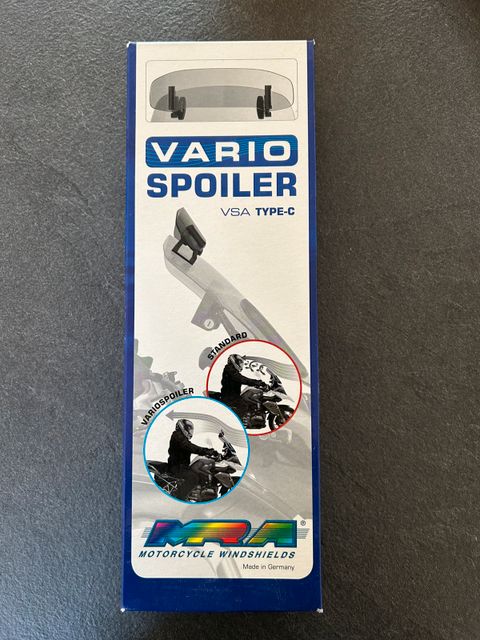 VARIO
SPOILER
VSA TYPE-C
STANDARD
VARIOSPOILER
MRA®
MOTORCYCLE WINDSHIELDS
Made in Germany